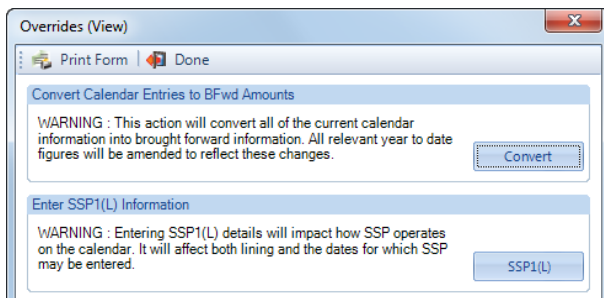 Overrides (View)
Print Form Done
Convert Calendar Entries to BFwd Amounts
WARNING : This action will convert all of the current calendar
information into brought forward information. All relevant year to date
figures will be amended to reflect these changes.
Convert
Enter SSP1(L) Information
WARNING : Entering SSP1(L) details will impact how SSP operates
on the calendar. It will affect both lining and the dates for which SSP
may be entered.
SSP1(L)